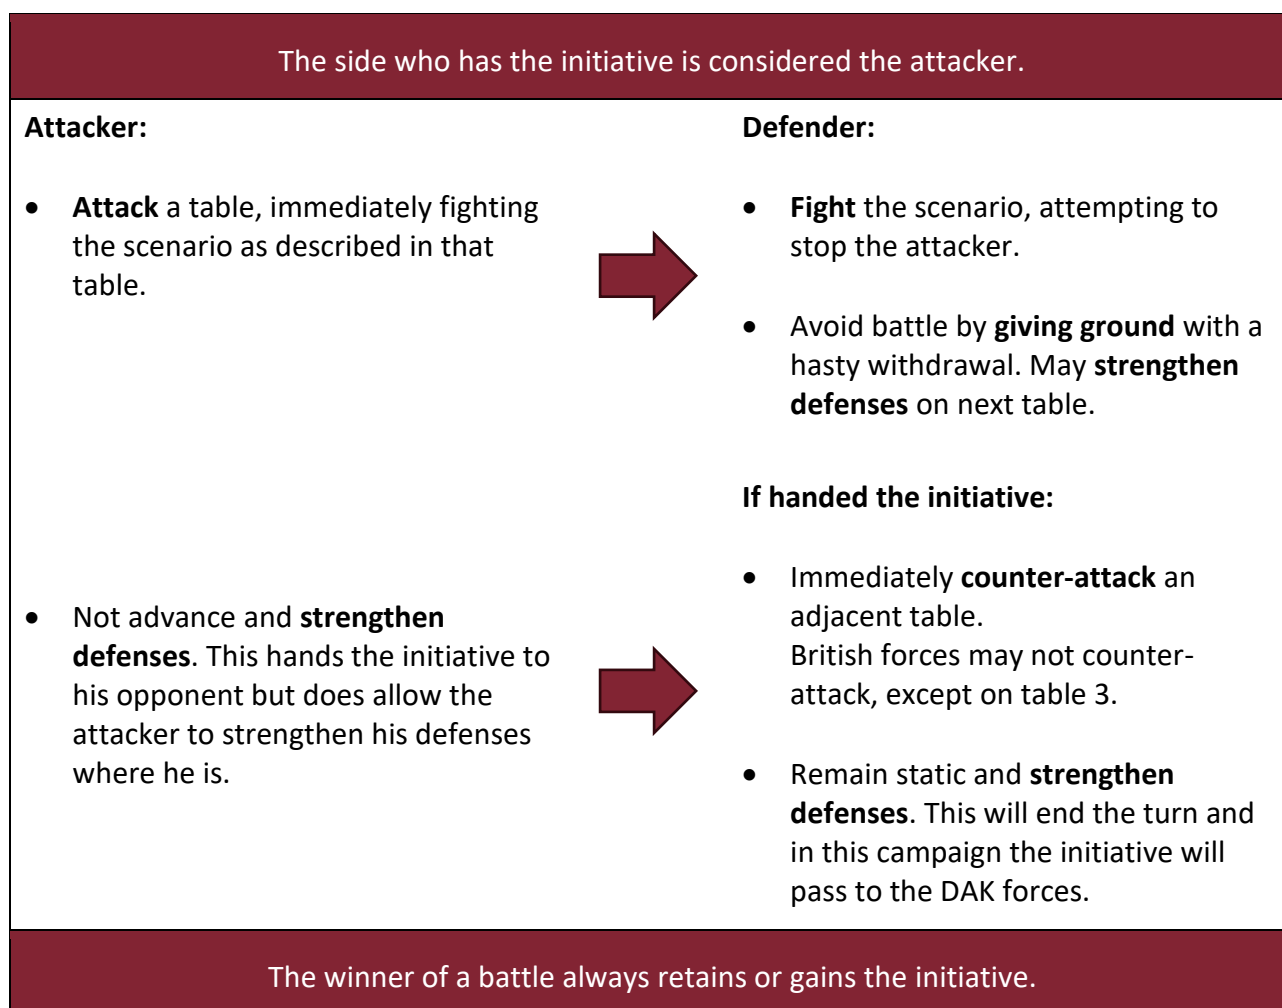 The side who has the initiative is considered the attacker.
Attacker:
• Attack a table, immediately fighting
the scenario as described in that
table.
Defender:
• Fight the scenario, attempting to
stop the attacker.
• Avoid battle by giving ground with a
hasty withdrawal. May strengthen
defenses on next table.
• Not advance and strengthen
defenses. This hands the initiative to
his opponent but does allow the
attacker to strengthen his defenses
where he is.
If handed the initiative:
• Immediately counter-attack an
adjacent table.
British forces may not counter-
attack, except on table 3.
• Remain static and strengthen
defenses. This will end the turn and
in this campaign the initiative will
pass to the DAK forces.
The winner of a battle always retains or gains the initiative.